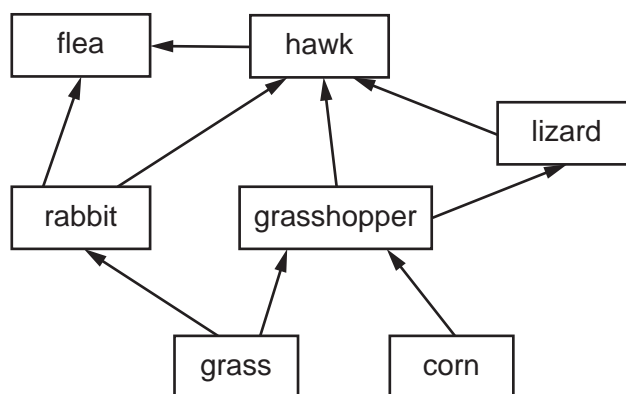 flea
hawk
lizard
rabbit
grasshopper
grass
corn